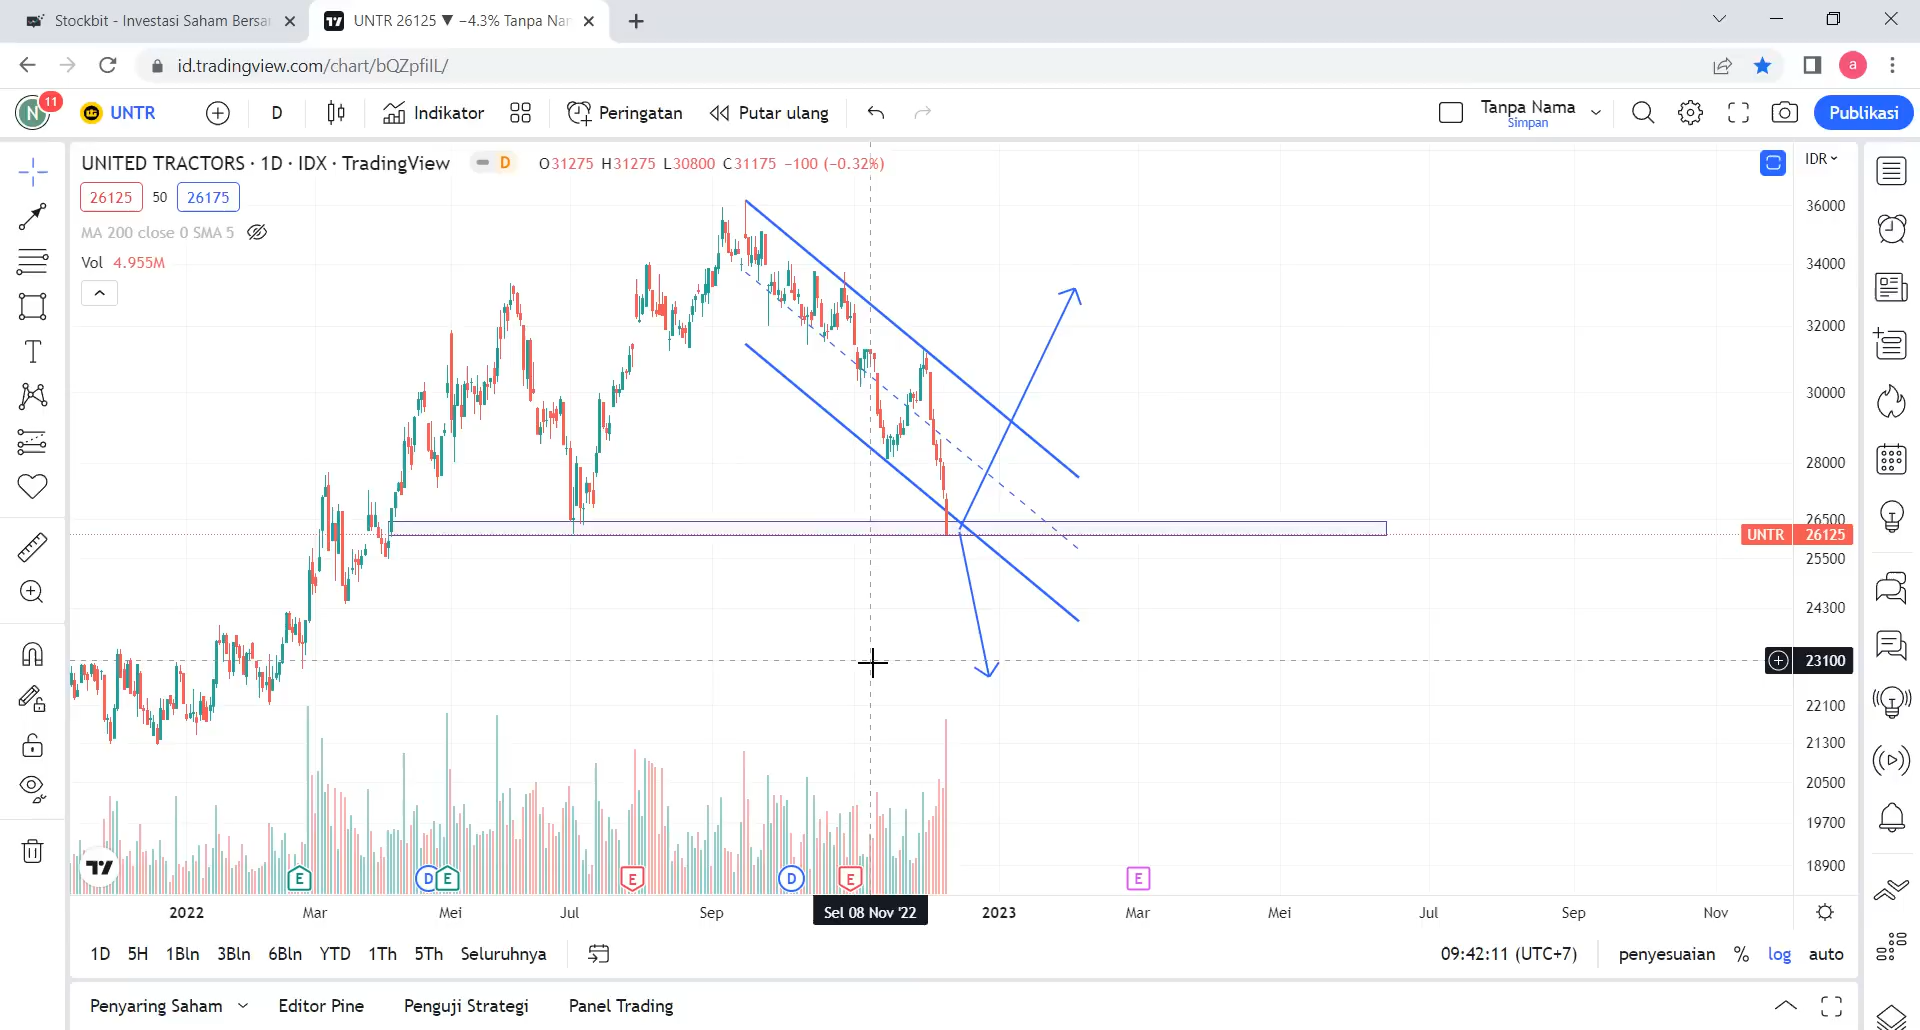 Stockbit - Investasi Saham Bersa
UNTR 26125 ▼ −4.3% Tanpa Nam
id.tradingview.com/chart/bQZpfiIL/
a
N 11 UNTR D Indikator Peringatan Putar ulang Tanpa Nama Simpan Publikasi
UNITED TRACTORS · 1D · IDX · TradingView D O31275 H31275 L30800 C31175 −100 (−0.32%)
IDR
26125 50 26175
MA 200 close 0 SMA 5
Vol 4.955M
36000
34000
32000
30000
28000
26500
UNTR 26125
25500
24300
23100
22100
21300
20500
19700
18900
E D E E D E E
2022 Mar Mei Jul Sep Sel 08 Nov '22 2023 Mar Mei Jul Sep Nov
1D 5H 1Bln 3Bln 6Bln YTD 1Th 5Th Seluruhnya 09:42:11 (UTC+7) penyesuaian % log auto
Penyaring Saham Editor Pine Penguji Strategi Panel Trading